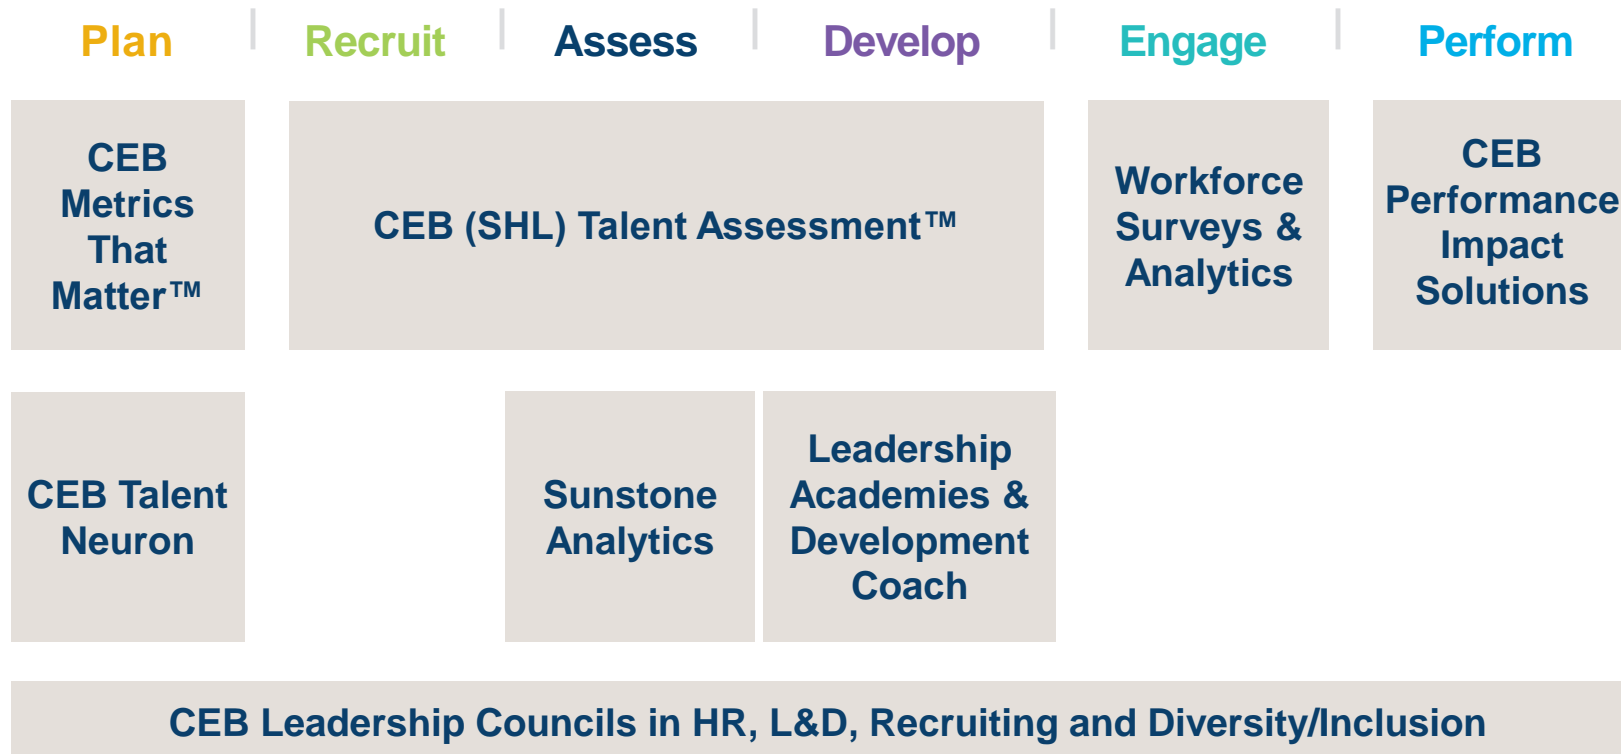 Plan Recruit Assess Develop Engage Perform
CEB
Metrics
That
Matter™
CEB (SHL) Talent Assessment™
Workforce
Surveys &
Analytics
CEB
Performance
Impact
Solutions
CEB Talent
Neuron
Sunstone
Analytics
Leadership
Academies &
Development
Coach
CEB Leadership Councils in HR, L&D, Recruiting and Diversity/Inclusion